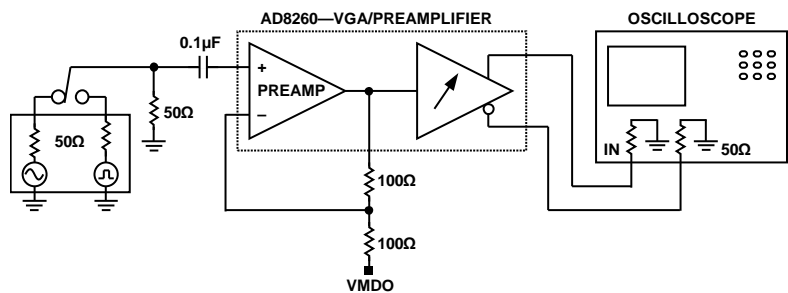 AD8260—VGA/PREAMPLIFIER
OSCILLOSCOPE
0.1µF
+
PREAMP
50Ω
–
50Ω
IN
50Ω
100Ω
100Ω
VMDO